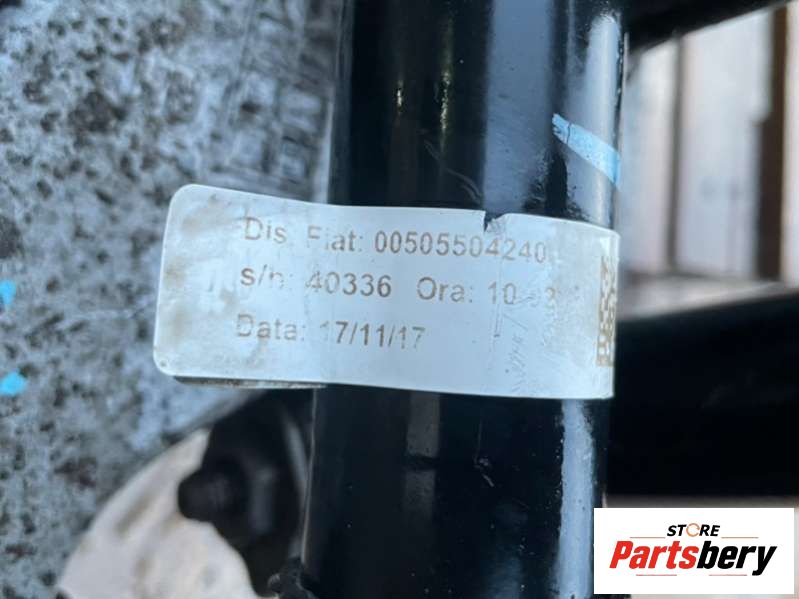 Dis. Fiat: 00505504240
s/n: 40336 Ora: 10
Data: 17/11/17
STORE
Partsbery